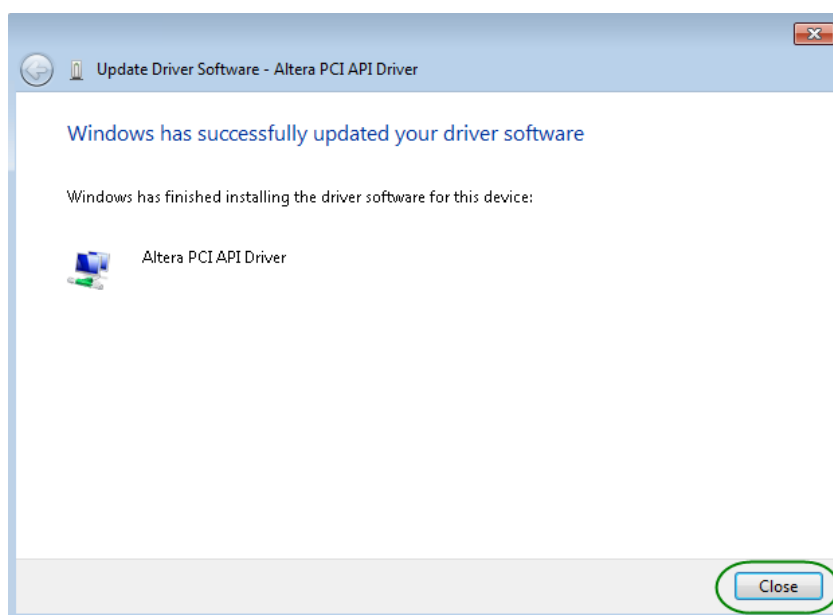 Update Driver Software - Altera PCI API Driver
Windows has successfully updated your driver software
Windows has finished installing the driver software for this device:
Altera PCI API Driver
Close